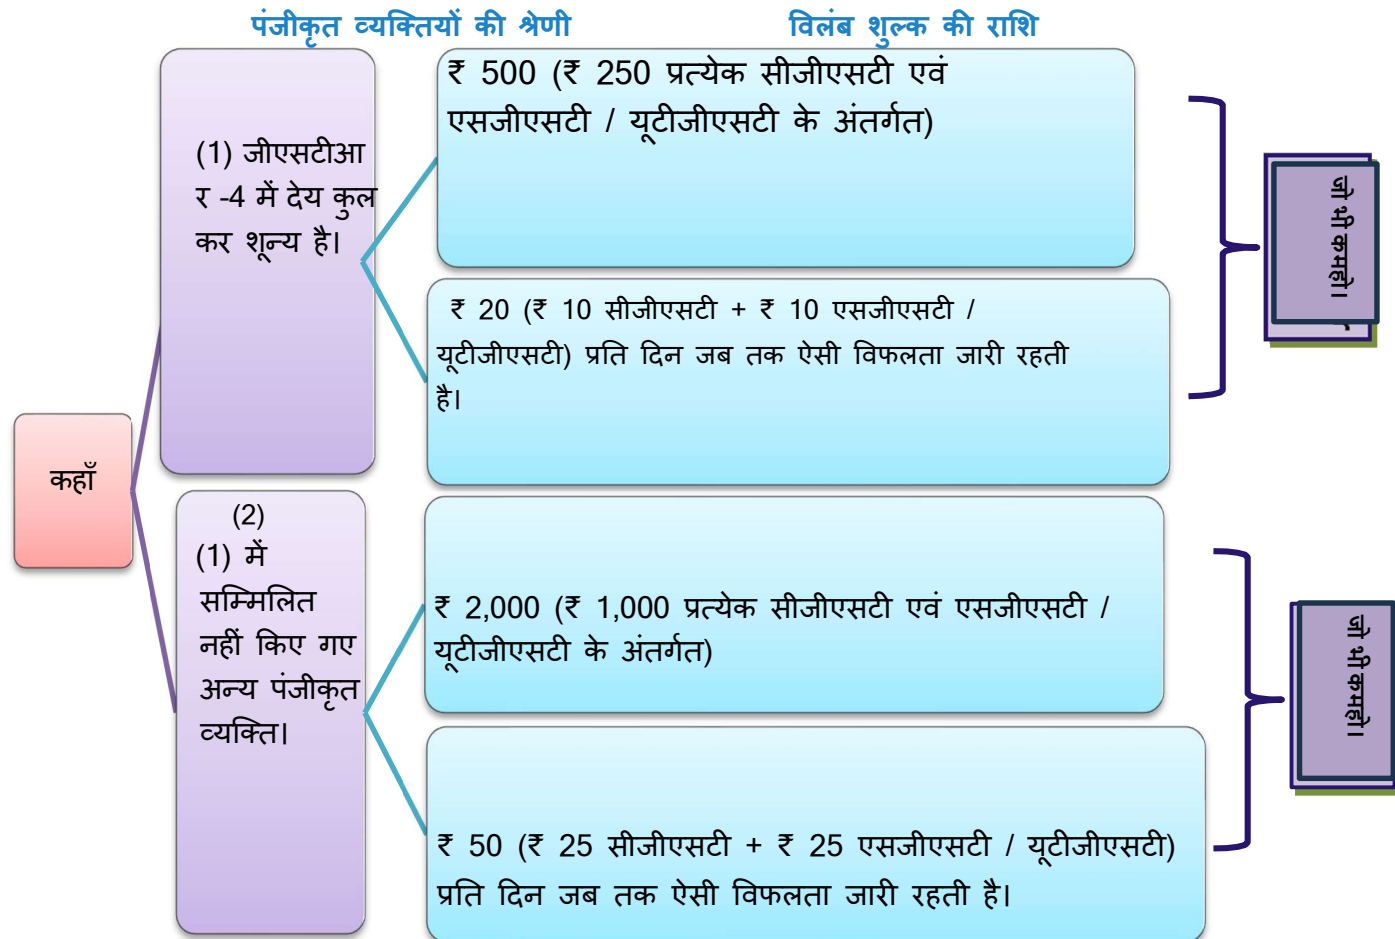 पंजीकृत व्यक्तियों की श्रेणी
विलंब शुल्क की राशि
कहाँ
(1) जीएसटीआ
र -4 में देय कुल
कर शून्य है।
₹ 500 (₹ 250 प्रत्येक सीजीएसटी एवं
एसजीएसटी / यूटीजीएसटी के अंतर्गत)
₹ 20 (₹ 10 सीजीएसटी + ₹ 10 एसजीएसटी /
यूटीजीएसटी) प्रति दिन जब तक ऐसी विफलता जारी रहती
है।
जो भी कमहो।
(2)
(1) में
सम्मिलित
नहीं किए गए
अन्य पंजीकृत
व्यक्ति।
₹ 2,000 (₹ 1,000 प्रत्येक सीजीएसटी एवं एसजीएसटी /
यूटीजीएसटी के अंतर्गत)
₹ 50 (₹ 25 सीजीएसटी + ₹ 25 एसजीएसटी / यूटीजीएसटी)
प्रति दिन जब तक ऐसी विफलता जारी रहती है।
जो भी कमहो।